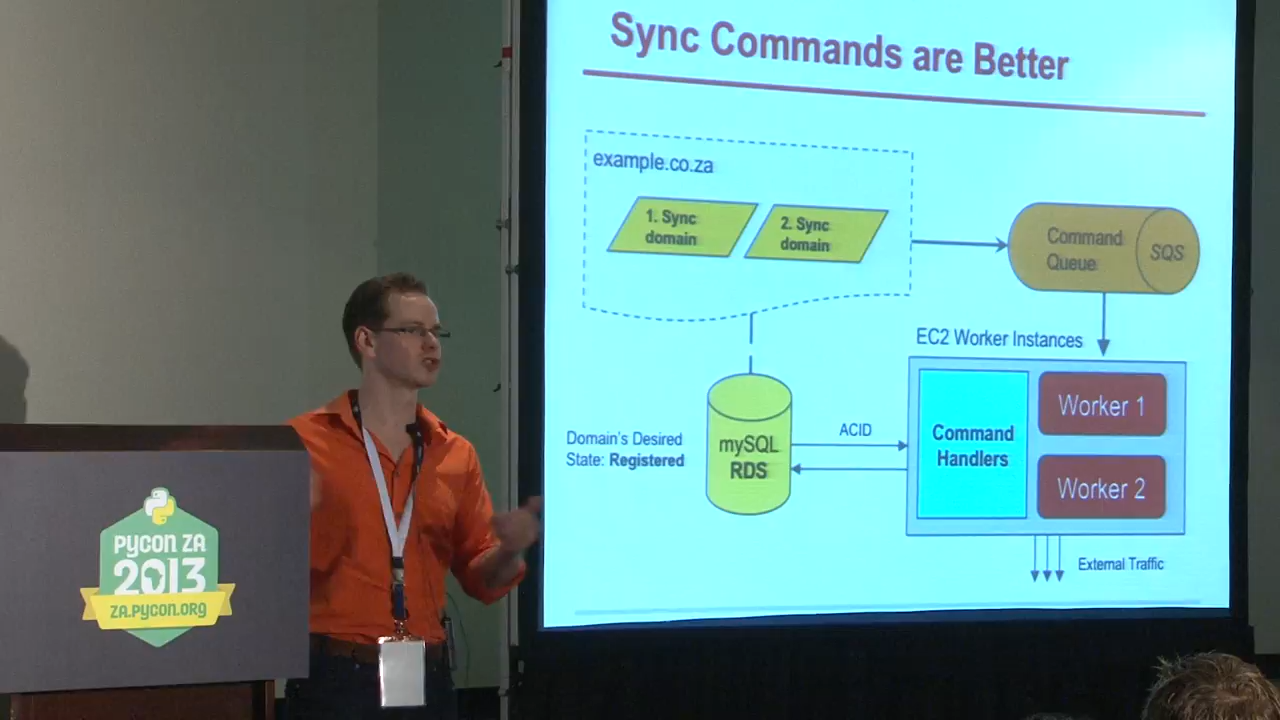 Sync Commands are Better
example.co.za
1. Sync
domain
2. Sync
domain
Command
Queue
SQS
EC2 Worker Instances
Command
Handlers
Worker 1
Worker 2
Domain's Desired
State: Registered
mySQL
RDS
ACID
External Traffic
PYCON ZA
2013
ZA.PYCON.ORG